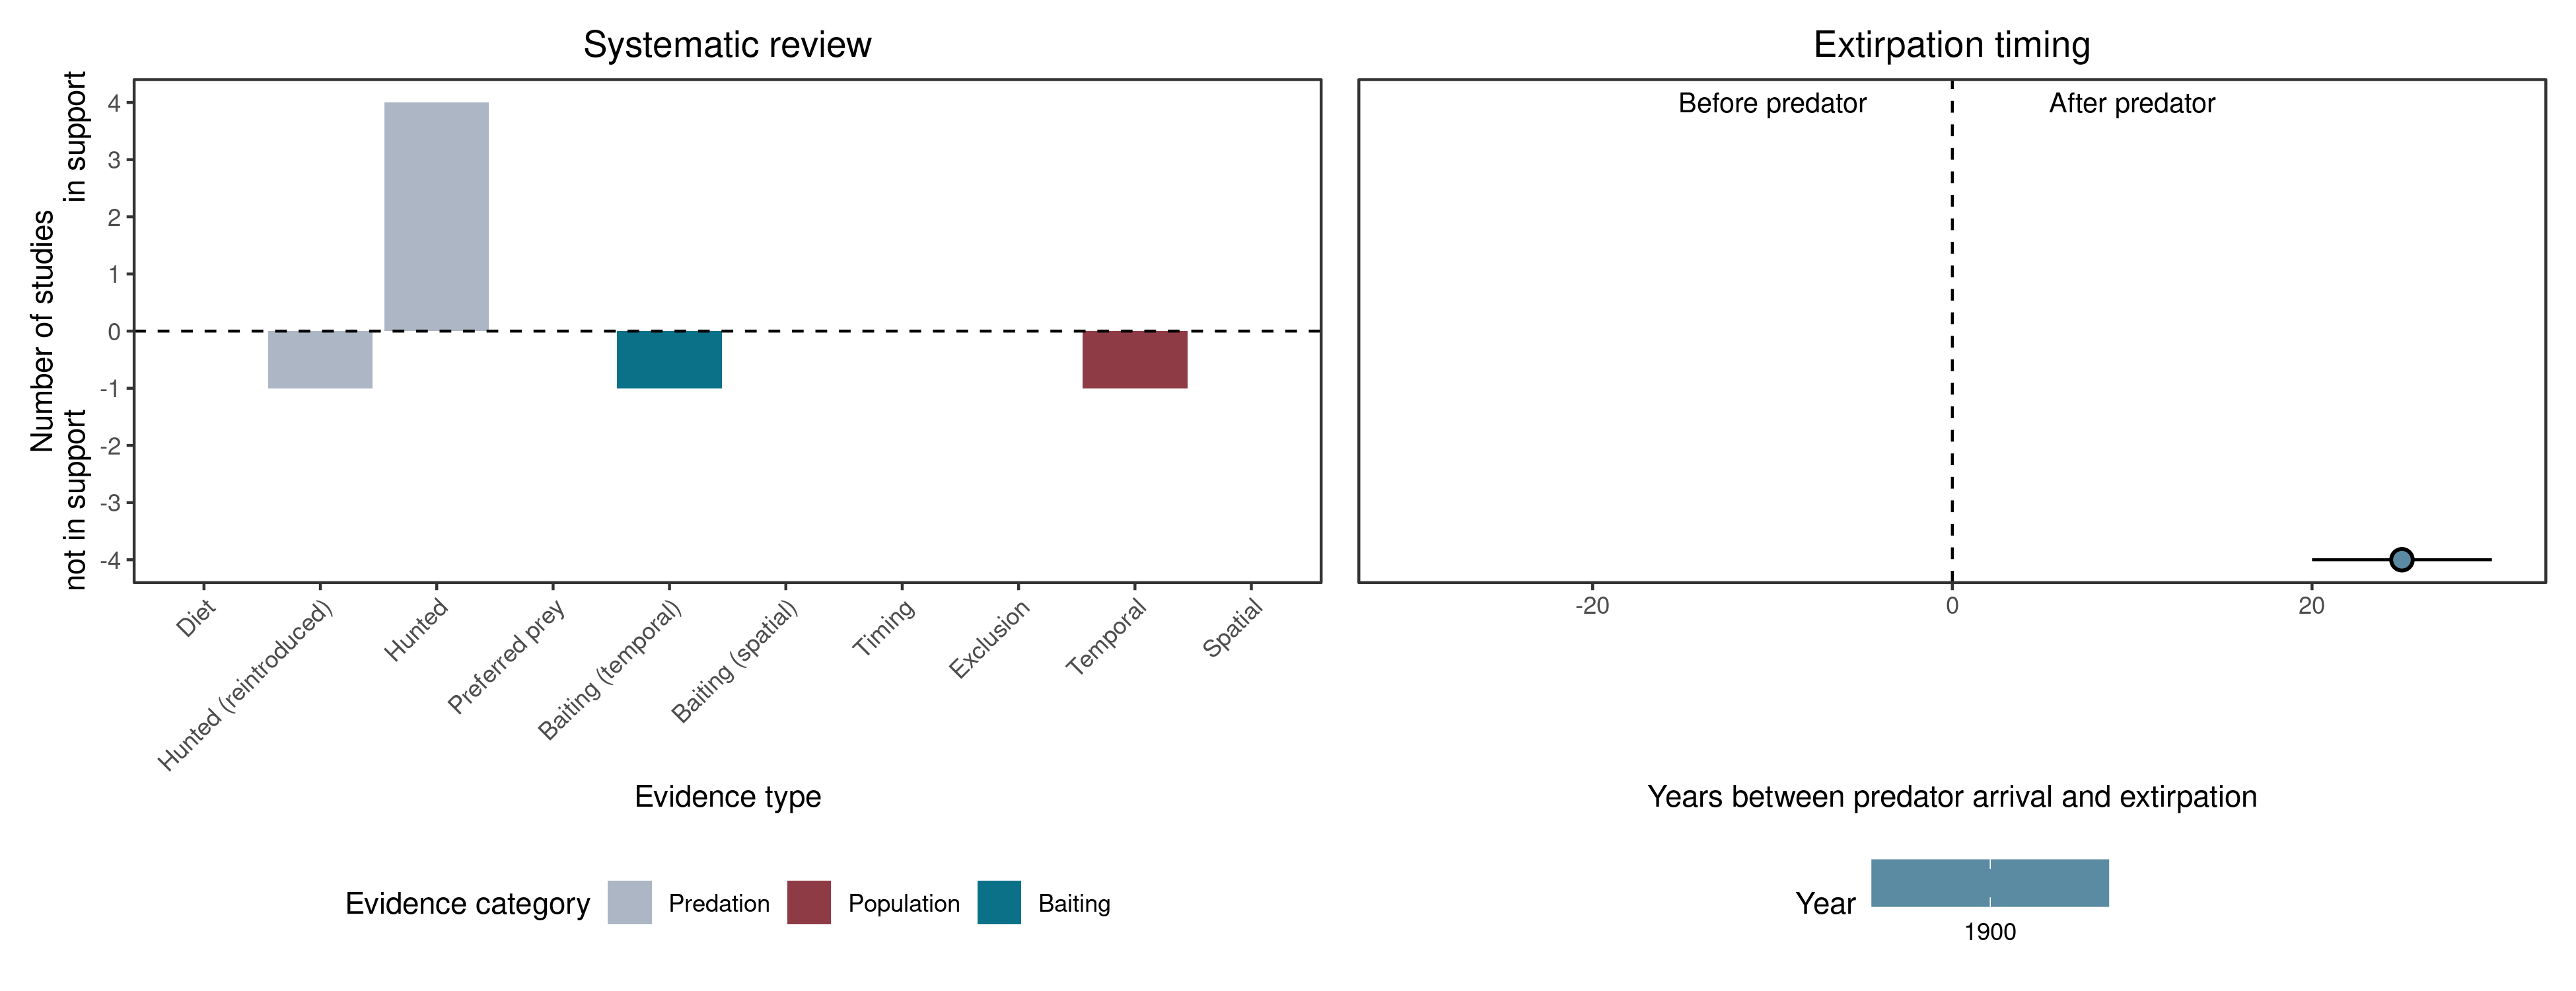 Systematic review
Number of studies
not in support
in support
4
3
2
1
0
-1
-2
-3
-4
Diet
Hunted (reintroduced)
Hunted
Preferred prey
Baiting (temporal)
Baiting (spatial)
Timing
Exclusion
Temporal
Spatial
Evidence type
Evidence category
Predation
Population
Baiting
Extirpation timing
Before predator
After predator
-20
0
20
Years between predator arrival and extirpation
Year
1900